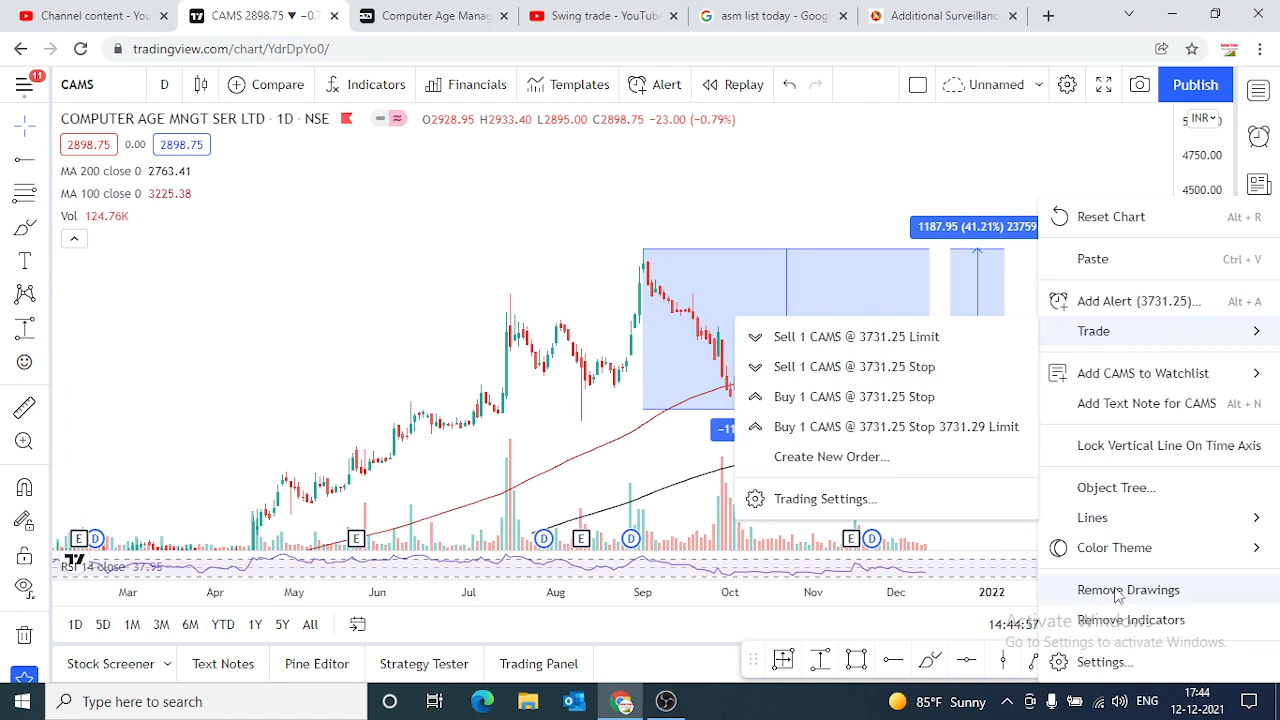 Channel content - You
CAMS 2898.75 ▼ −0.7
Computer Age Manag
Swing trade - YouTube
asm list today - Goog
Additional Surveillanc
tradingview.com/chart/YdrDpYo0/
11
CAMS
D
Compare
Indicators
Financials
Templates
Alert
Replay
Unnamed
Publish
COMPUTER AGE MNGT SER LTD · 1D · NSE
O2928.95 H2933.40 L2895.00 C2898.75 −23.00 (−0.79%)
INR
2898.75 0.00 2898.75
4750.00
MA 200 close 0 2763.41
MA 100 close 0 3225.38
4500.00
Vol 124.76K
1187.95 (41.21%) 23759
Reset Chart Alt + R
Paste Ctrl + V
Add Alert (3731.25)... Alt + A
Trade
Add CAMS to Watchlist
Add Text Note for CAMS Alt + N
Lock Vertical Line On Time Axis
Object Tree...
Lines
Color Theme
Remove Drawings
Remove Indicators
Settings...
Sell 1 CAMS @ 3731.25 Limit
Sell 1 CAMS @ 3731.25 Stop
Buy 1 CAMS @ 3731.25 Stop
Buy 1 CAMS @ 3731.25 Stop 3731.29 Limit
Create New Order...
Trading Settings...
−11
E D E D E D E D
RSI 14 close 37.95
Mar Apr May Jun Jul Aug Sep Oct Nov Dec 2022
1D 5D 1M 3M 6M YTD 1Y 5Y All
14:44:57
Activate Windows
Go to Settings to activate Windows.
Stock Screener
Text Notes
Pine Editor
Strategy Tester
Trading Panel
Type here to search
85°F Sunny
ENG
17:44
12-12-2021